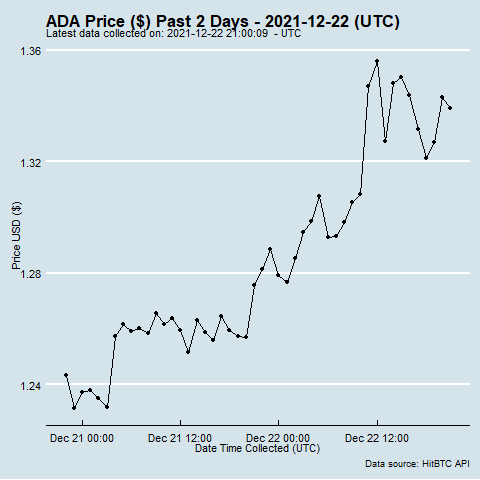 ADA Price ($) Past 2 Days - 2021-12-22 (UTC)
Latest data collected on: 2021-12-22 21:00:09 - UTC
1.36
1.32
1.28
1.24
Price USD ($)
Dec 21 00:00
Dec 21 12:00
Dec 22 00:00
Dec 22 12:00
Date Time Collected (UTC)
Data source: HitBTC API